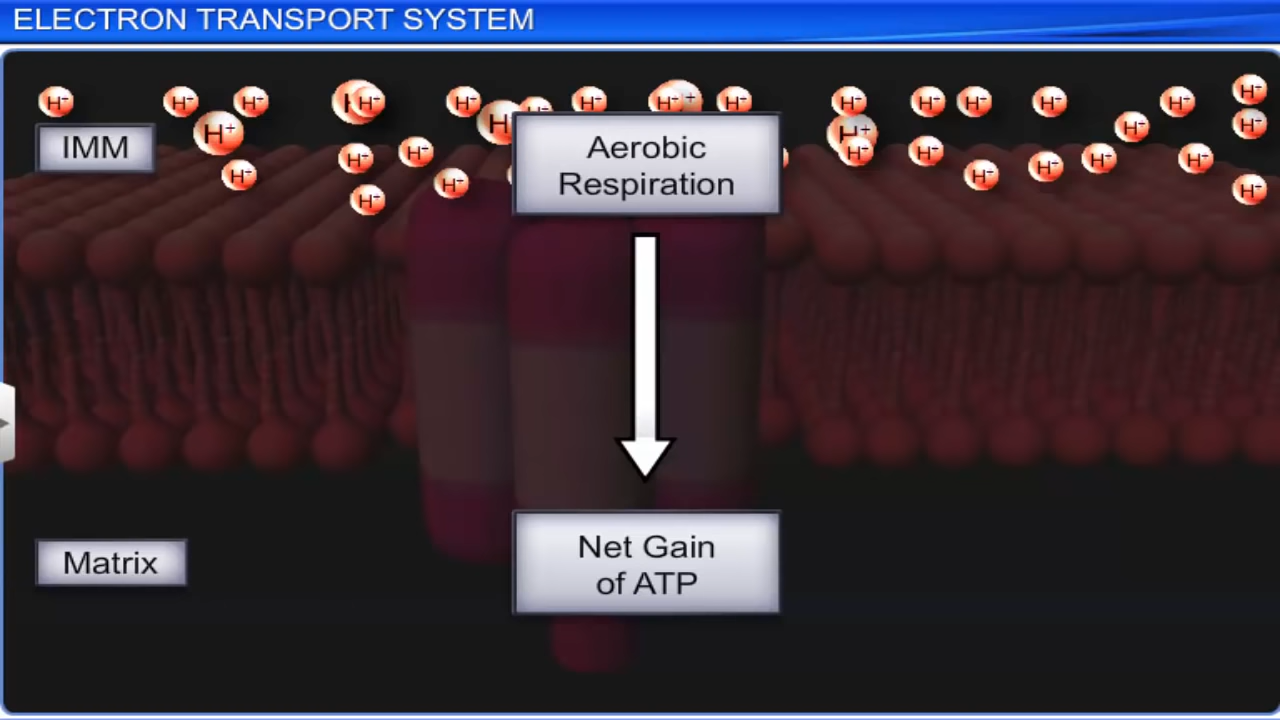 ELECTRON TRANSPORT SYSTEM
H⁺ H⁺ H⁺ H⁺ H⁺ H⁺ H⁺ H⁺ H⁺ H⁺ H⁺ H⁺ H⁺ H⁺
IMM
Aerobic
Respiration
Net Gain
of ATP
Matrix